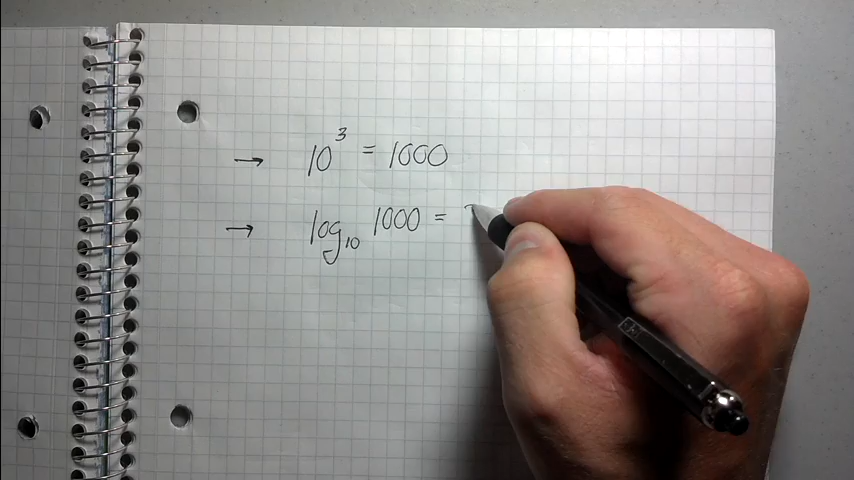 → 10³ = 1000
→ log₁₀ 1000 =